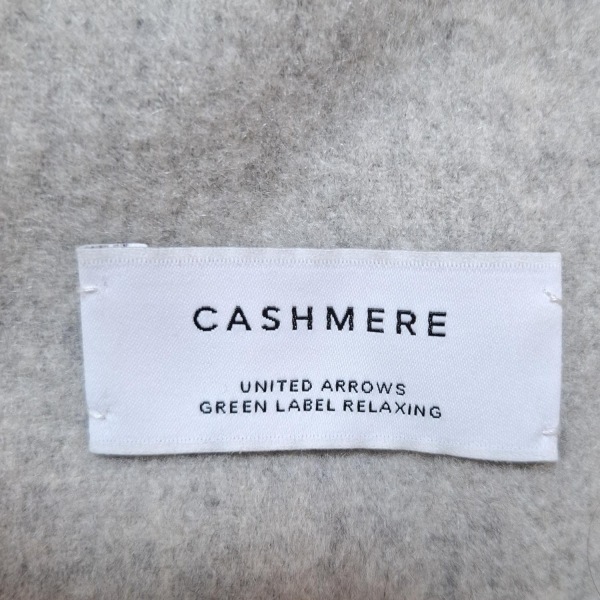 CASHMERE
UNITED ARROWS
GREEN LABEL RELAXING